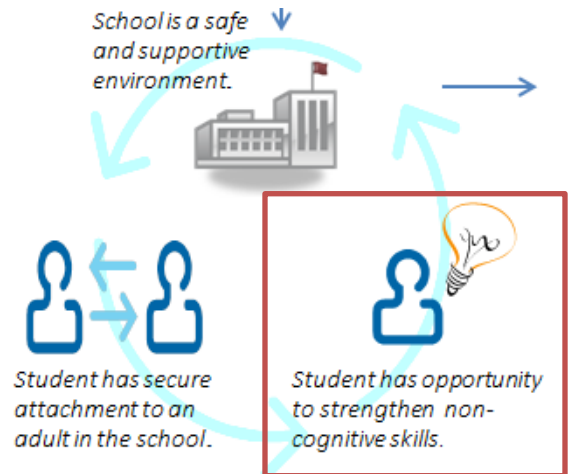 School is a safe
and supportive
environment.
Student has secure
attachment to an
adult in the school.
Student has opportunity
to strengthen non-
cognitive skills.